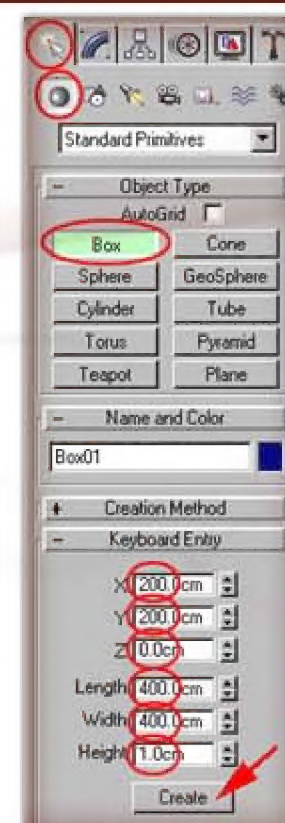 Standard Primitives
- Object Type
AutoGrid
Box Cone
Sphere GeoSphere
Cylinder Tube
Torus Pyramid
Teapot Plane
- Name and Color
Box01
+ Creation Method
- Keyboard Entry
X 200.0cm
Y 200.0cm
Z 0.0cm
Length 400.0cm
Width 400.0cm
Height 1.0cm
Create